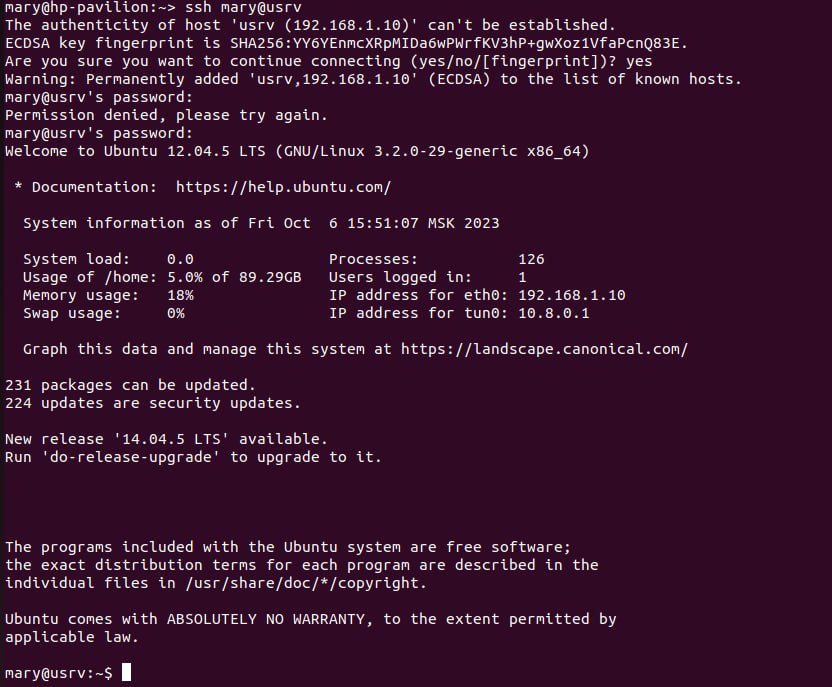 mary@hp-pavilion:~> ssh mary@usrv
The authenticity of host 'usrv (192.168.1.10)' can't be established.
ECDSA key fingerprint is SHA256:YY6YEnmcXRpMIDa6wPWrfKV3hP+gwXoz1VfaPcnQ83E.
Are you sure you want to continue connecting (yes/no/[fingerprint])? yes
Warning: Permanently added 'usrv,192.168.1.10' (ECDSA) to the list of known hosts.
mary@usrv's password:
Permission denied, please try again.
mary@usrv's password:
Welcome to Ubuntu 12.04.5 LTS (GNU/Linux 3.2.0-29-generic x86_64)

 * Documentation:  https://help.ubuntu.com/

  System information as of Fri Oct  6 15:51:07 MSK 2023

  System load:    0.0               Processes:           126
  Usage of /home: 5.0% of 89.29GB   Users logged in:     1
  Memory usage:   18%               IP address for eth0: 192.168.1.10
  Swap usage:     0%                IP address for tun0: 10.8.0.1

  Graph this data and manage this system at https://landscape.canonical.com/

231 packages can be updated.
224 updates are security updates.

New release '14.04.5 LTS' available.
Run 'do-release-upgrade' to upgrade to it.

The programs included with the Ubuntu system are free software;
the exact distribution terms for each program are described in the
individual files in /usr/share/doc/*/copyright.

Ubuntu comes with ABSOLUTELY NO WARRANTY, to the extent permitted by
applicable law.

mary@usrv:~$